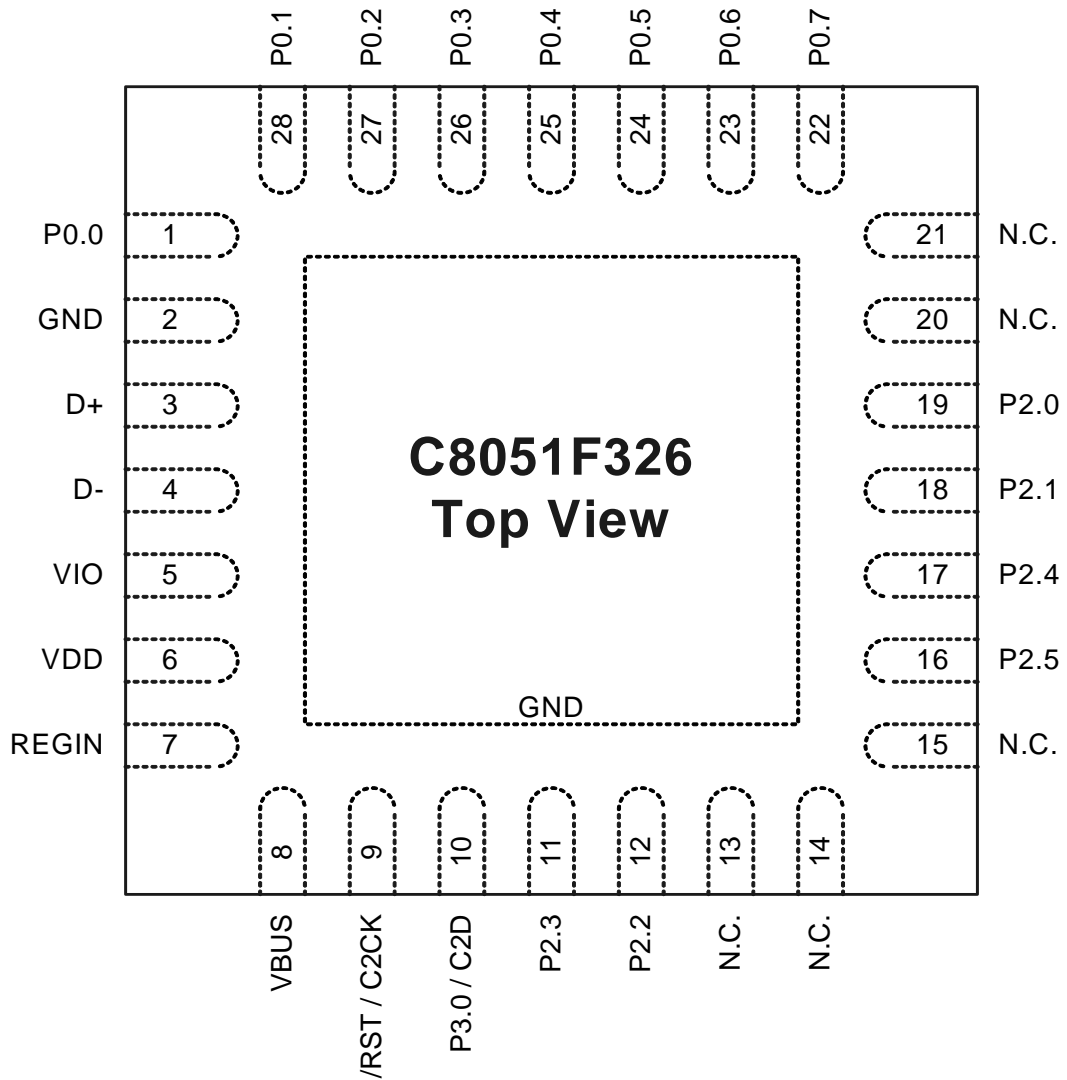 P0.1
P0.2
P0.3
P0.4
P0.5
P0.6
P0.7
28
27
26
25
24
23
22
P0.0
1
21
N.C.
GND
2
20
N.C.
D+
3
19
P2.0
D-
4
18
P2.1
C8051F326
Top View
VIO
5
17
P2.4
VDD
6
16
P2.5
GND
REGIN
7
15
N.C.
8
9
10
11
12
13
14
VBUS
/RST / C2CK
P3.0 / C2D
P2.3
P2.2
N.C.
N.C.